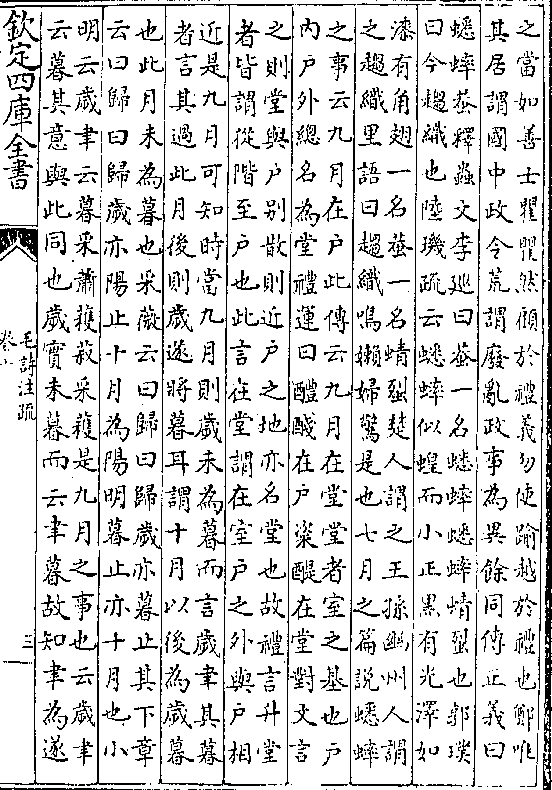 之當如善士瞿瞿然顧於禮義勿使踰越於禮也鄭唯
其居謂國中政令荒謂廢亂政事為異餘同傳正義曰
蟋蟀蛬釋蟲文李廵曰蛬一名蟋蟀蟋蟀蜻蛚也郭璞
曰今趨織也陸璣疏云蟋蟀似蝗而小正黒有光澤如
漆有角翅一名蛬一名蜻蛚楚人謂之王孫幽州人謂
之趨織里語曰趨織鳴嬾婦驚是也七月之篇說蟋蟀
之事云九月在戸此傳云九月在堂堂者室之基也戸
内戸外總名為堂禮運曰醴醆在戸粢醍在堂對文言
之則堂與戸别散則近戸之地亦名堂也故禮言升堂
者皆謂從階至戸也此言在堂謂在室戸之外與戸相
近是九月可知時當九月則歲未為暮而言歲聿其暮
者言其過此月後則歲遂將暮耳謂十月以後為歲暮
也此月未為暮也采薇云曰歸曰歸歲亦暮止其下章
云曰歸曰歸歲亦陽止十月為陽明暮止亦十月也小
明云歲聿云暮采蕭穫菽采穫是九月之事也云歲聿
云暮其意與此同也歲實未暮而云聿暮故知聿為遂
欽定四庫全書
毛詩注疏
三